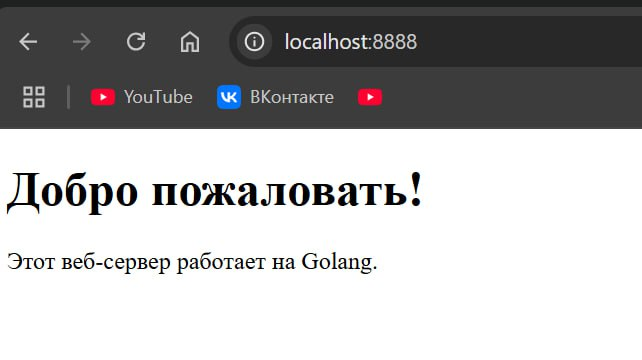 localhost:8888
YouTube
ВКонтакте
Добро пожаловать!
Этот веб-сервер работает на Golang.